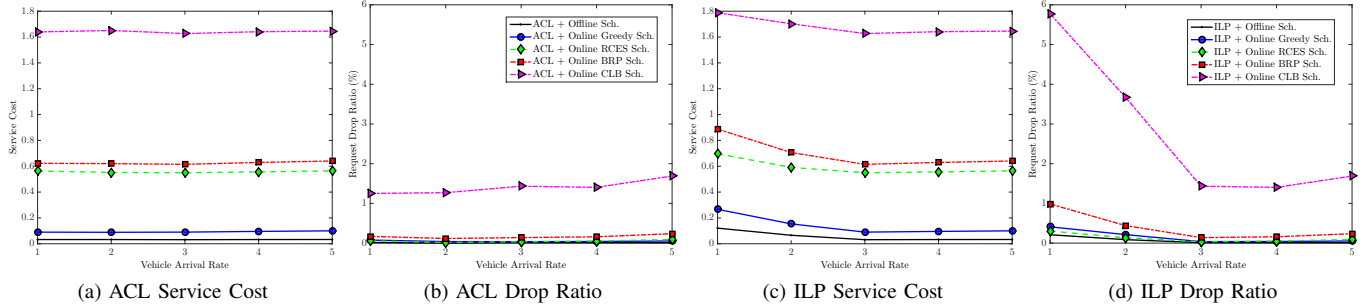 1.8
1.6
1.4
1.2
1
0.8
0.6
0.4
0.2
0
Service Cost
1 2 3 4 5
Vehicle Arrival Rate
(a) ACL Service Cost
6
5
4
3
2
1
0
Request Drop Ratio (%)
ACL + Offline Sch.
ACL + Online Greedy Sch.
ACL + Online RCES Sch.
ACL + Online BRP Sch.
ACL + Online CLB Sch.
1 2 3 4 5
Vehicle Arrival Rate
(b) ACL Drop Ratio
1.8
1.6
1.4
1.2
1
0.8
0.6
0.4
0.2
0
Service Cost
1 2 3 4 5
Vehicle Arrival Rate
(c) ILP Service Cost
6
5
4
3
2
1
0
Request Drop Ratio (%)
ILP + Offline Sch.
ILP + Online Greedy Sch.
ILP + Online RCES Sch.
ILP + Online BRP Sch.
ILP + Online CLB Sch.
1 2 3 4 5
Vehicle Arrival Rate
(d) ILP Drop Ratio